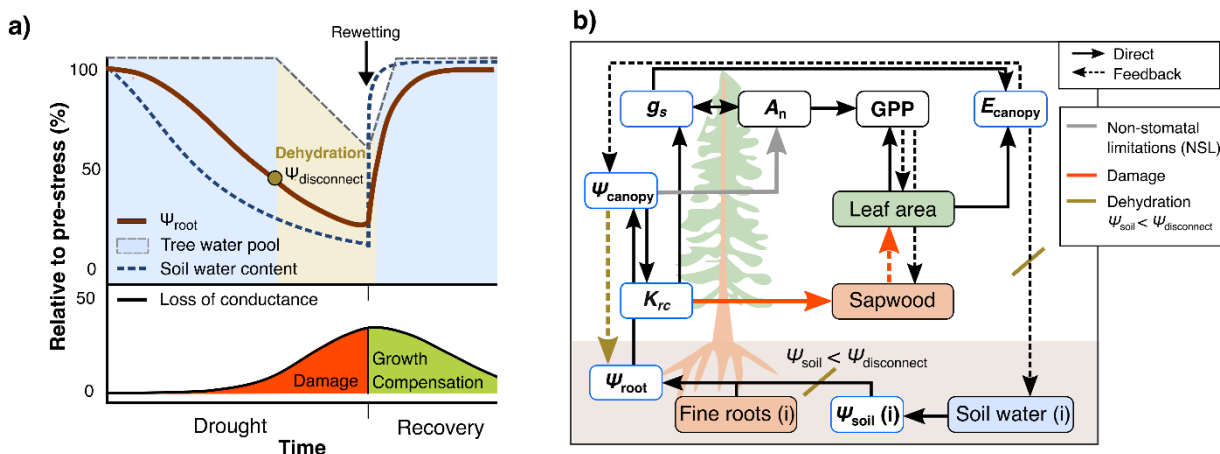 a)
Rewetting
100
50
0
Relative to pre-stress (%)
Dehydration
Ψdisconnect
Ψroot
Tree water pool
Soil water content
50
Loss of conductance
0
Damage
Growth
Compensation
Drought
Recovery
Time
b)
Direct
Feedback
gs
An
GPP
Ecanopy
Non-stomatal
limitations (NSL)
Damage
Dehydration
Ψsoil < Ψdisconnect
Ψcanopy
Leaf area
Krc
Sapwood
Ψsoil < Ψdisconnect
Ψroot
Fine roots (i)
Ψsoil (i)
Soil water (i)